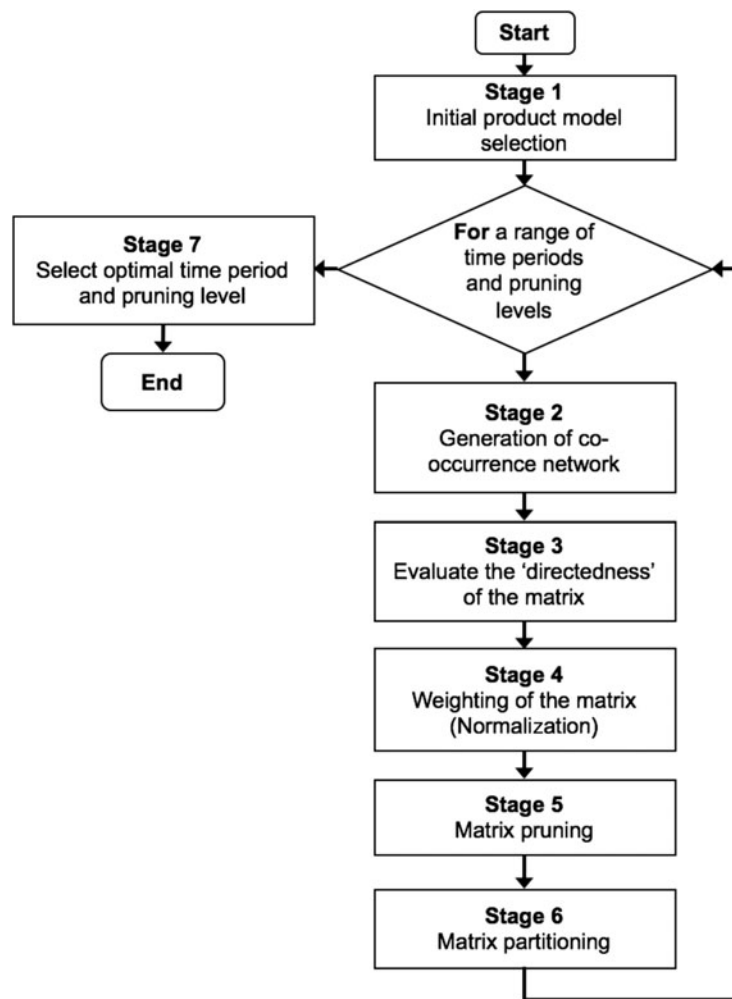 Start
Stage 1
Initial product model
selection
For a range of
time periods
and pruning
levels
Stage 7
Select optimal time period
and pruning level
End
Stage 2
Generation of co-
occurrence network
Stage 3
Evaluate the ‘directedness’
of the matrix
Stage 4
Weighting of the matrix
(Normalization)
Stage 5
Matrix pruning
Stage 6
Matrix partitioning